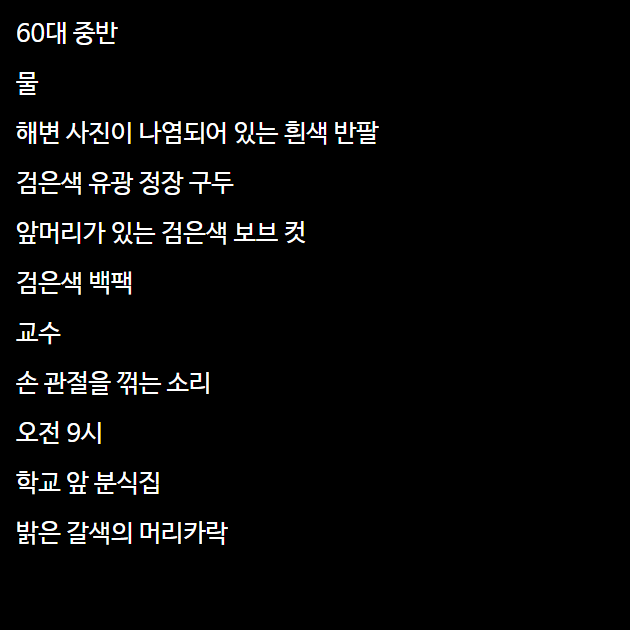 60대 중반
물
해변 사진이 나염되어 있는 흰색 반팔
검은색 유광 정장 구두
앞머리가 있는 검은색 보브 컷
검은색 백팩
교수
손 관절을 꺾는 소리
오전 9시
학교 앞 분식집
밝은 갈색의 머리카락